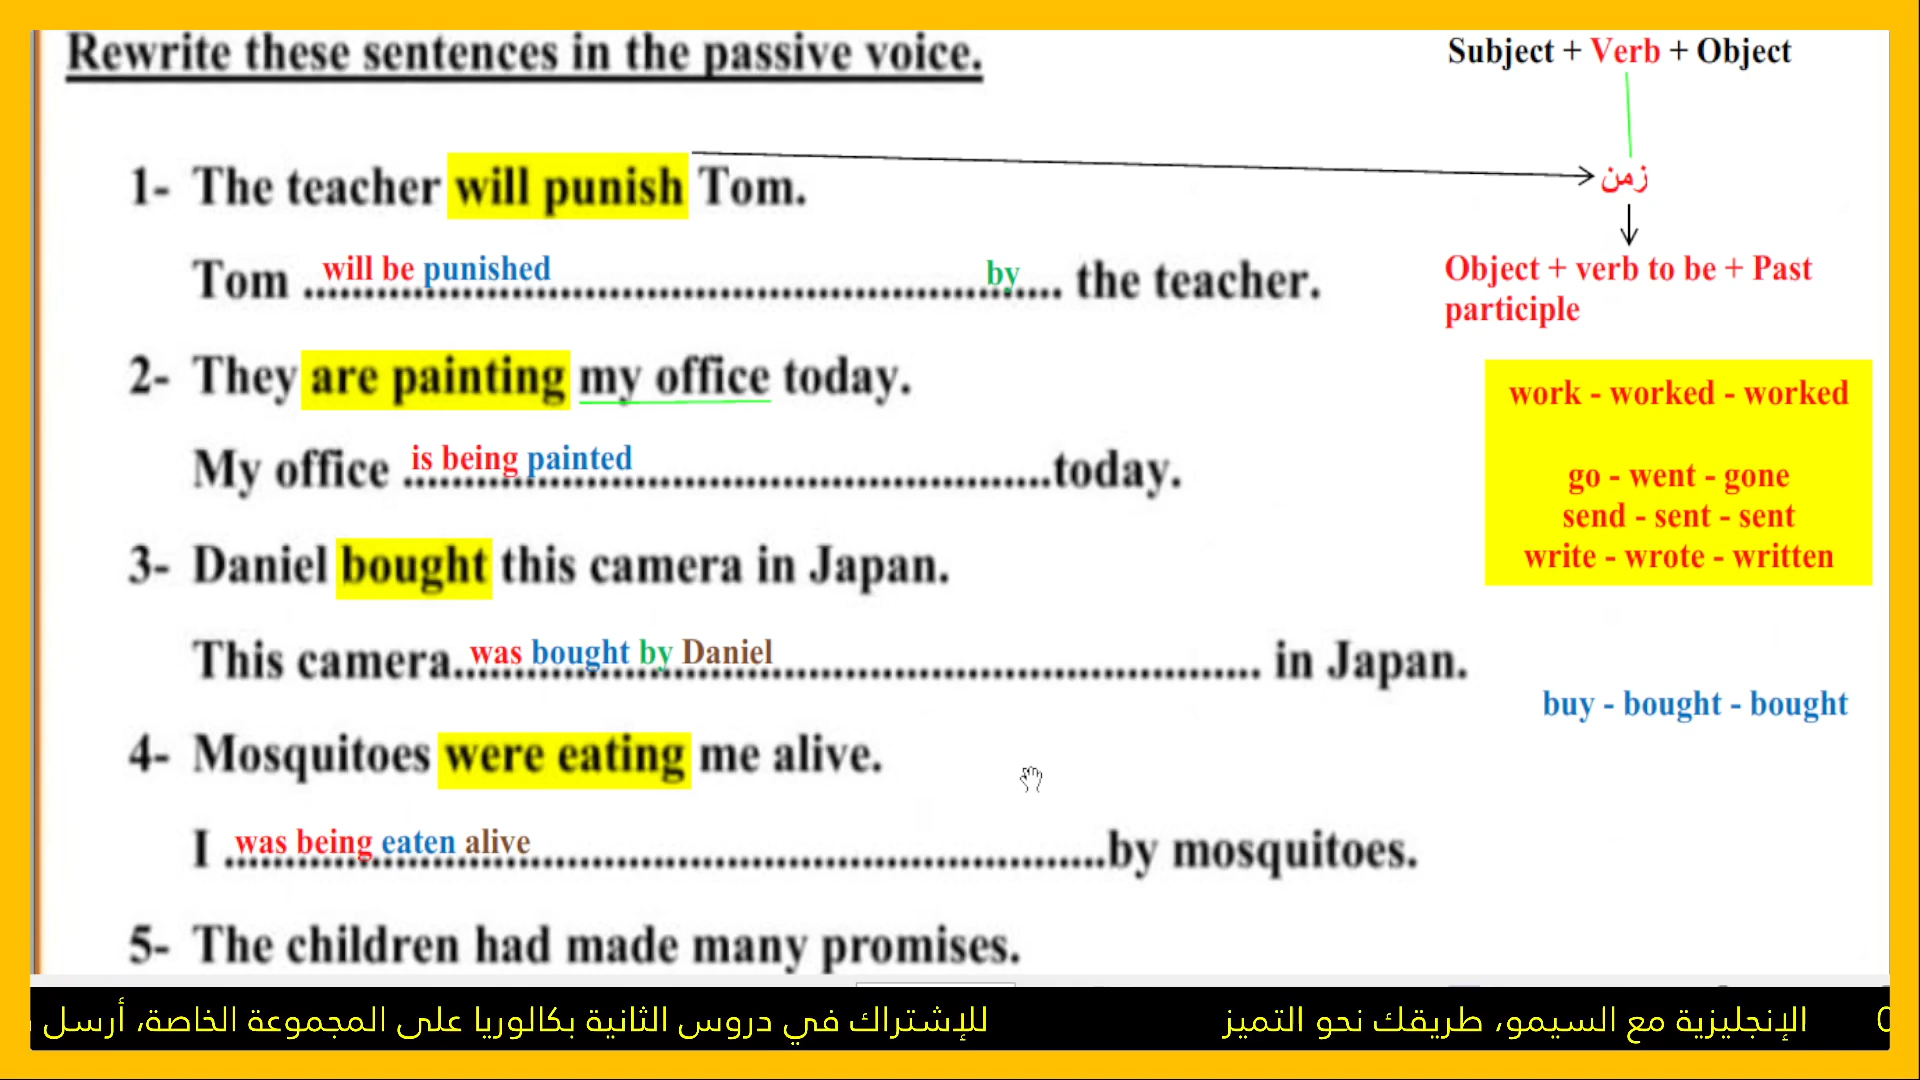 Rewrite these sentences in the passive voice.
Subject + Verb + Object
1- The teacher will punish Tom.
زمن
Tom will be punished by the teacher.
Object + verb to be + Past
participle
2- They are painting my office today.
work - worked - worked
My office is being painted today.
go - went - gone
send - sent - sent
write - wrote - written
3- Daniel bought this camera in Japan.
This camera was bought by Daniel in Japan.
buy - bought - bought
4- Mosquitoes were eating me alive.
I was being eaten alive by mosquitoes.
5- The children had made many promises.
الإنجليزية مع السيمو، طريقك نحو التميز
للإشتراك في دروس الثانية بكالوريا على المجموعة الخاصة، أرسل